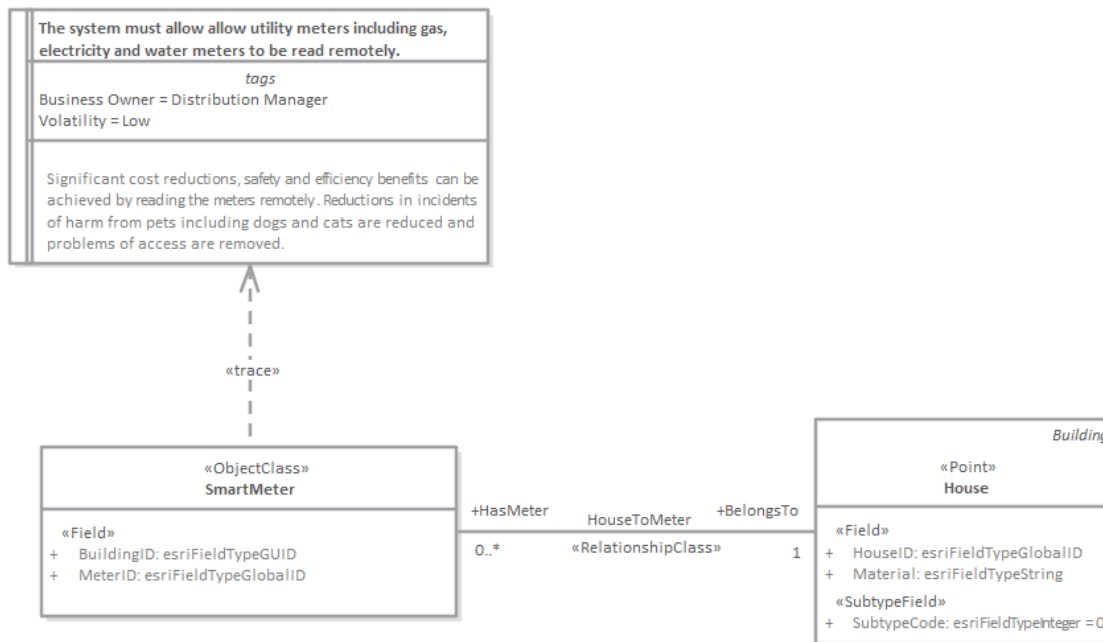 The system must allow allow utility meters including gas,
electricity and water meters to be read remotely.
tags
Business Owner = Distribution Manager
Volatility = Low
Significant cost reductions, safety and efficiency benefits can be
achieved by reading the meters remotely. Reductions in incidents
of harm from pets including dogs and cats are reduced and
problems of access are removed.
«trace»
«ObjectClass»
SmartMeter
«Field»
+ BuildingID: esriFieldTypeGUID
+ MeterID: esriFieldTypeGlobalID
+HasMeter
HouseToMeter
+BelongsTo
0..*
«RelationshipClass»
1
Building
«Point»
House
«Field»
+ HouseID: esriFieldTypeGlobalID
+ Material: esriFieldTypeString
«SubtypeField»
+ SubtypeCode: esriFieldTypeInteger = 0